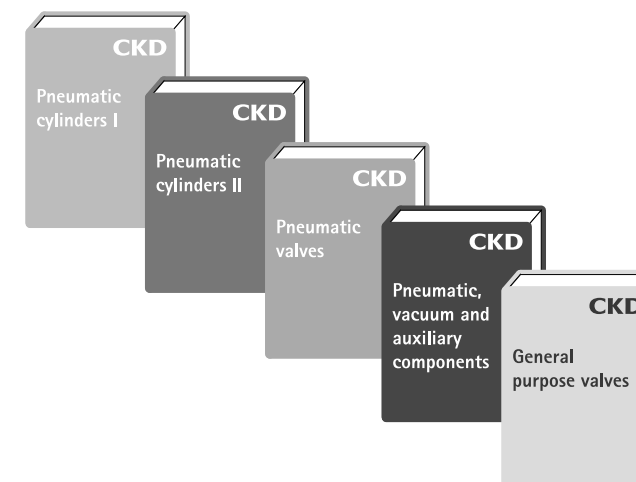 CKD
Pneumatic
cylinders I
CKD
Pneumatic
cylinders II
CKD
Pneumatic
valves
CKD
Pneumatic,
vacuum and
auxiliary
components
CKD
General
purpose valves